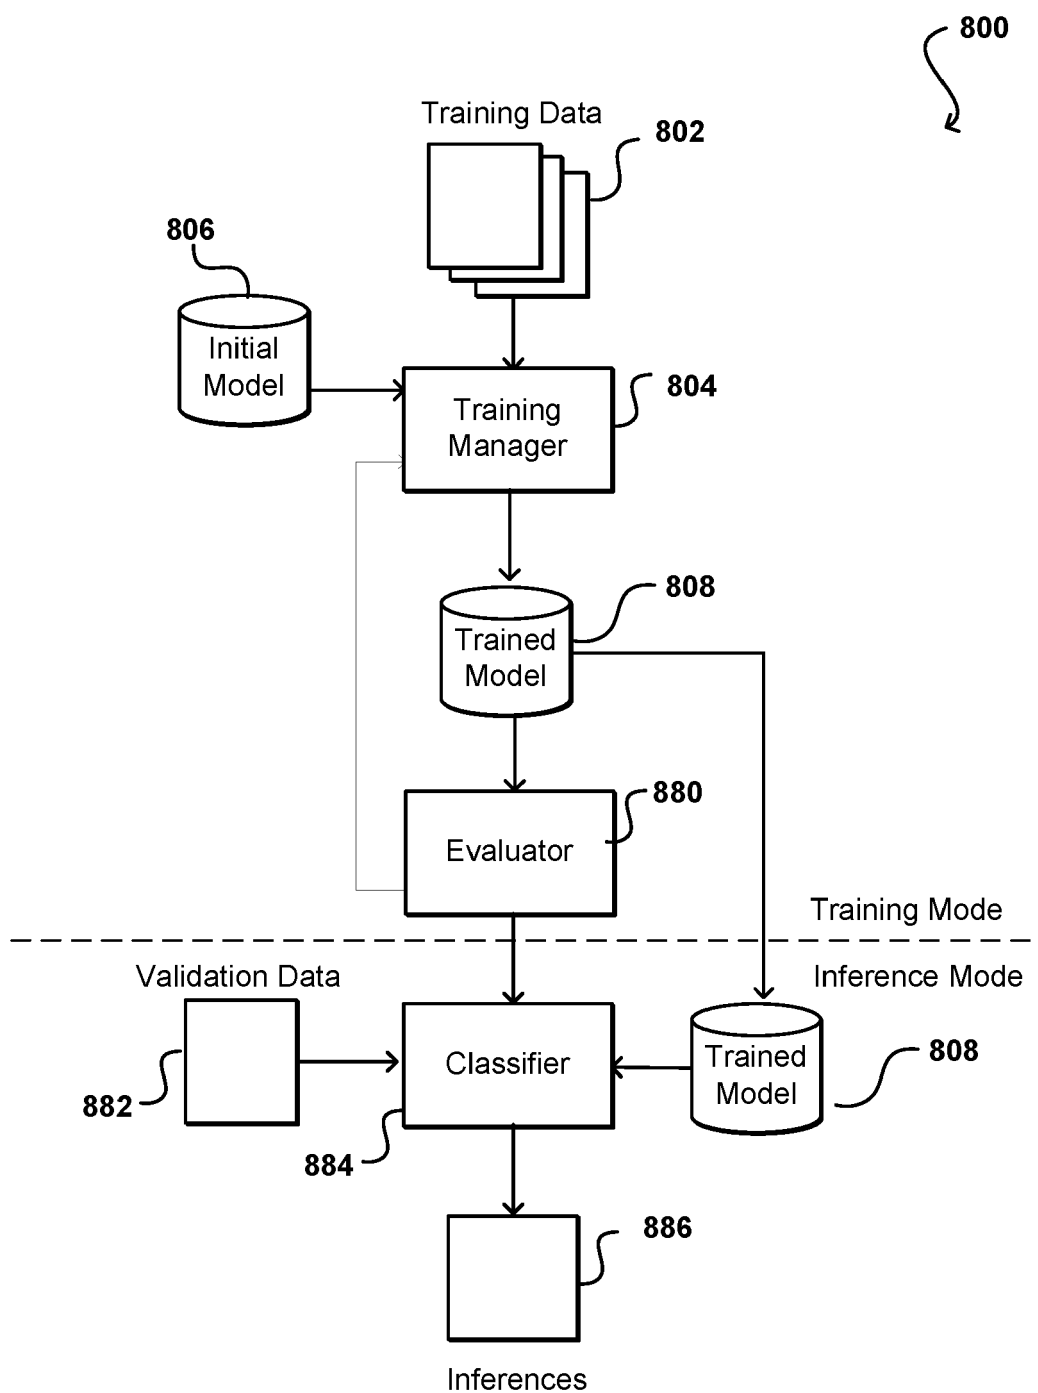 800
Training Data
802
806
Initial
Model
804
Training
Manager
808
Trained
Model
880
Evaluator
Training Mode
Validation Data
Inference Mode
Classifier
Trained
Model
808
882
884
886
Inferences